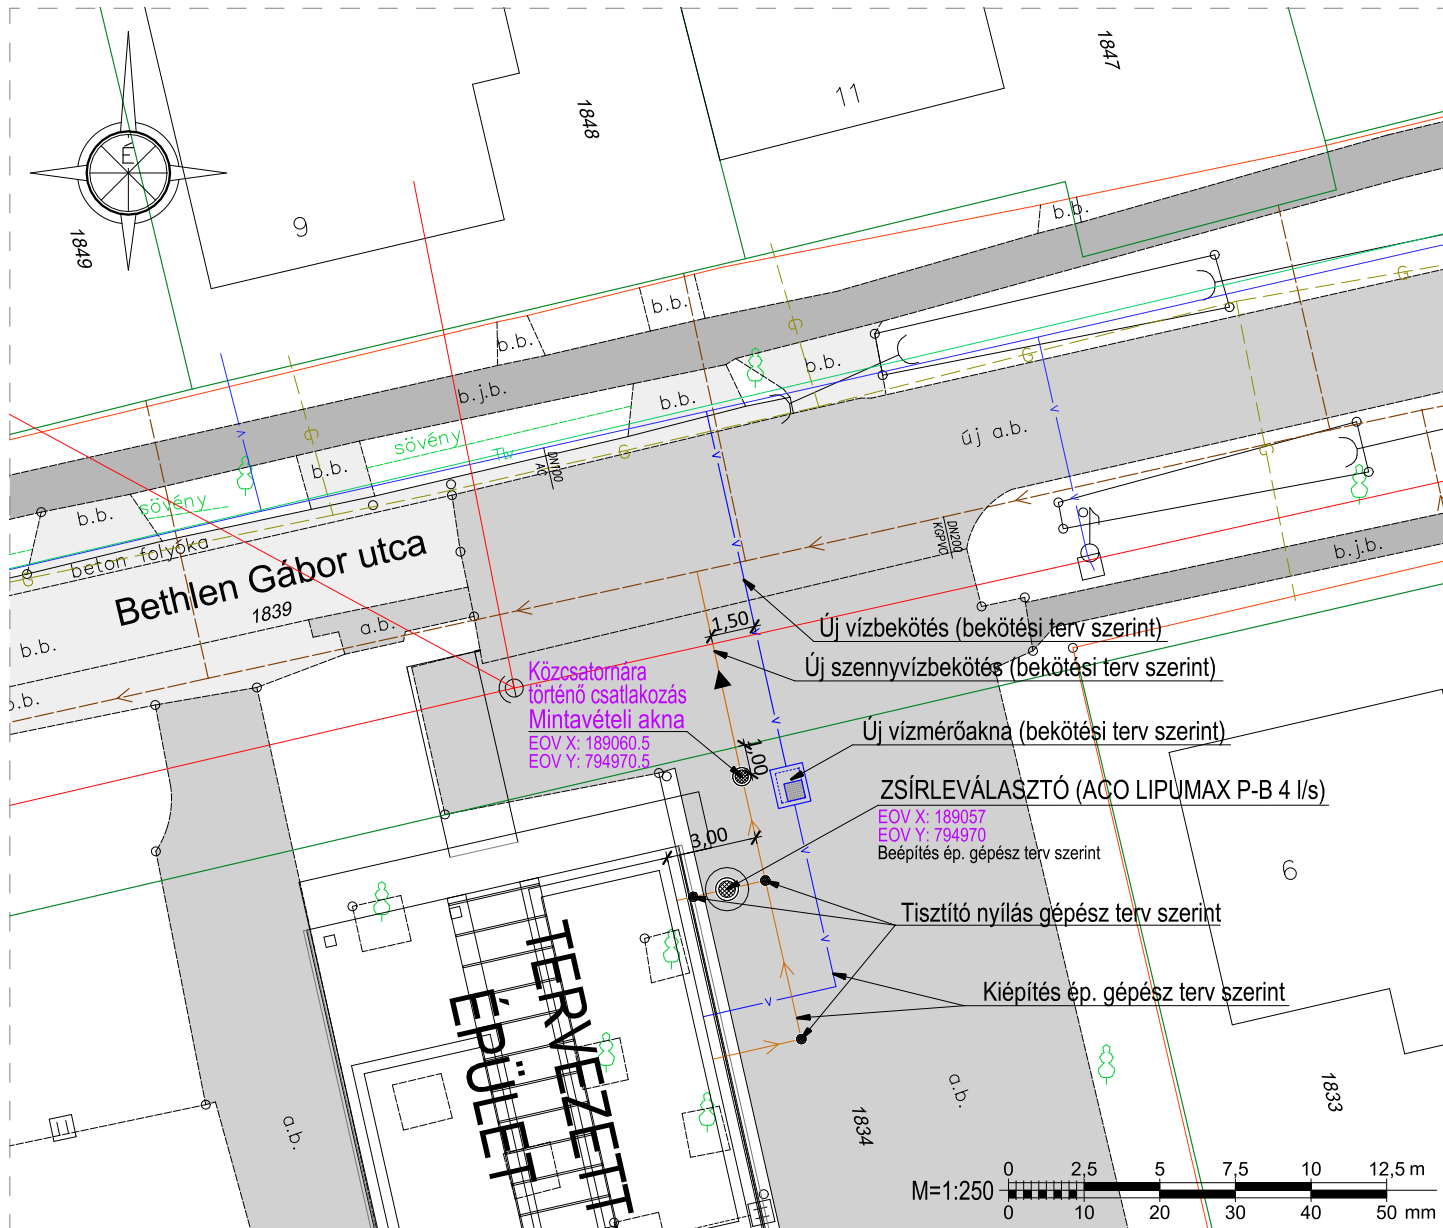 1847
11
1848
É
9
1849
b.b.
b.b.
b.b.
b.b.
b.j.b.
b.b.
új a.b.
sövény
G
G
G
Tlv
b.b.
DN100
AC
sövény
b.b.
beton folyóka
DN200
KGPVC
b.j.b.
Bethlen Gábor utca
1839
a.b.
b.b.
b.b.
1,50
Új vízbekötés (bekötési terv szerint)
Új szennyvízbekötés (bekötési terv szerint)
Közcsatornára
történő csatlakozás
Mintavételi akna
EOV X: 189060.5
EOV Y: 794970.5
1,00
Új vízmérőakna (bekötési terv szerint)
ZSÍRLEVÁLASZTÓ (ACO LIPUMAX P-B 4 l/s)
EOV X: 189057
EOV Y: 794970
Beépítés ép. gépész terv szerint
3,00
6
Tisztító nyílás gépész terv szerint
Kiépítés ép. gépész terv szerint
TERVEZETT
ÉPÜLET
a.b.
a.b.
1834
1833
M=1:250
0 2,5 5 7,5 10 12,5 m
0 10 20 30 40 50 mm